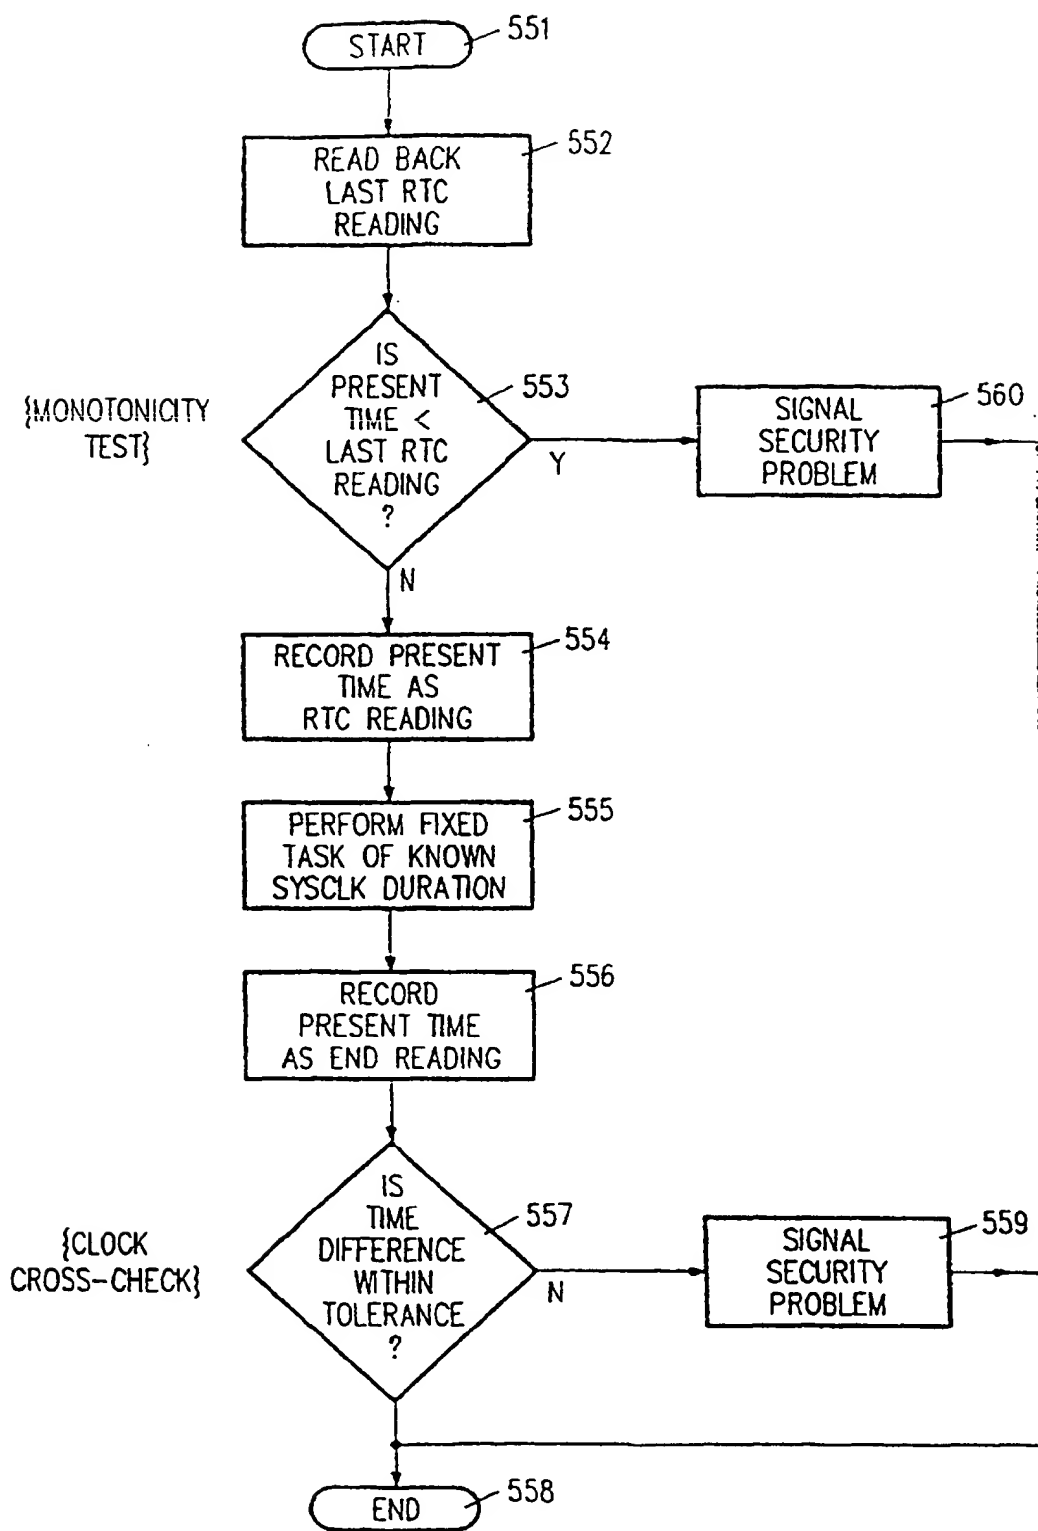 START
551
READ BACK
LAST RTC
READING
552
IS
PRESENT
TIME <
LAST RTC
READING
?
553
{MONOTONICITY
TEST}
Y
SIGNAL
SECURITY
PROBLEM
560
N
RECORD PRESENT
TIME AS
RTC READING
554
PERFORM FIXED
TASK OF KNOWN
SYSCLK DURATION
555
RECORD
PRESENT TIME
AS END READING
556
IS
TIME
DIFFERENCE
WITHIN
TOLERANCE
?
557
{CLOCK
CROSS-CHECK}
N
SIGNAL
SECURITY
PROBLEM
559
END
558